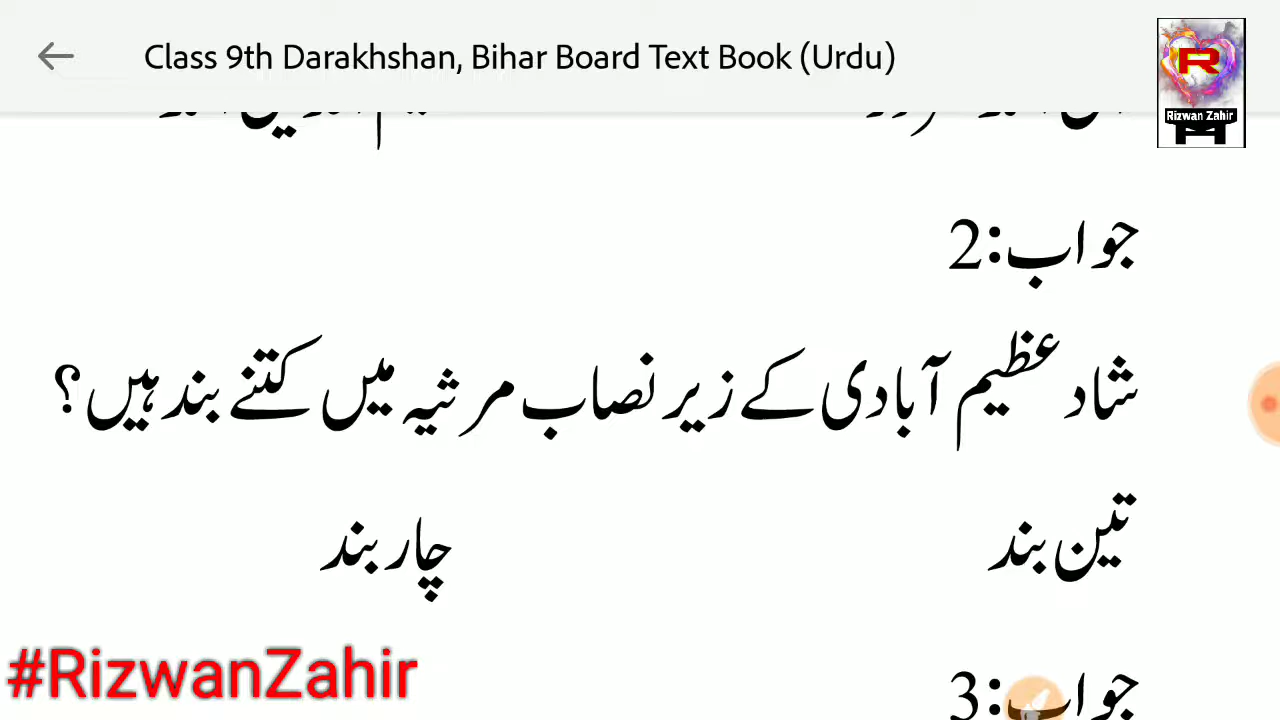 Class 9th Darakhshan, Bihar Board Text Book (Urdu)
R
Rizwan Zahir
جواب:2
شاد عظیم آبادی کے زیر نصاب مرثیہ میں کتنے بند ہیں؟
تین بند چار بند
#RizwanZahir
جواب:3